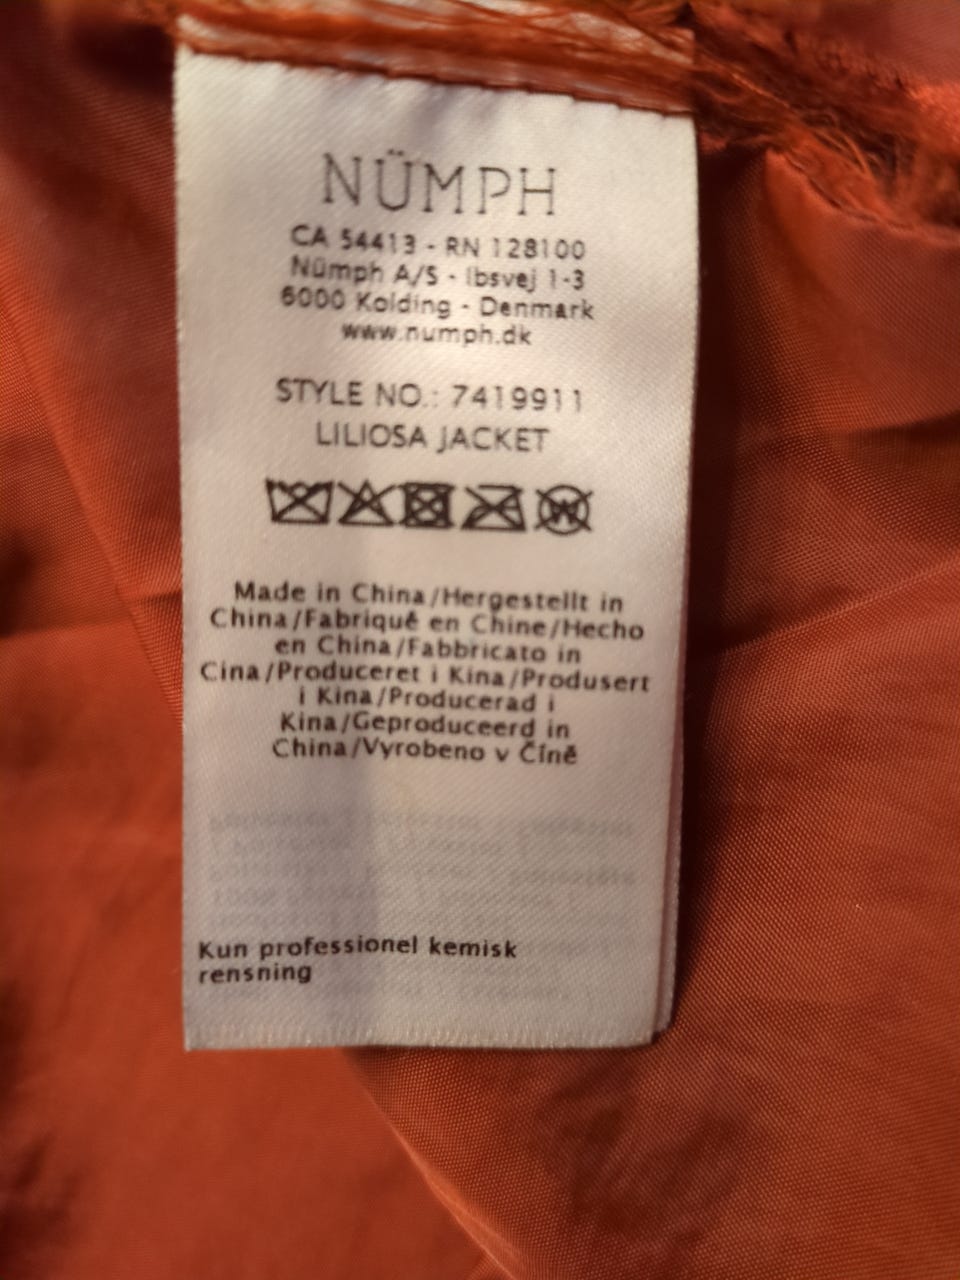 NÜMPH
CA 54413 - RN 128100
Nümph A/S - Ibsvej 1-3
6000 Kolding - Denmark
www.numph.dk
STYLE NO.: 7419911
LILIOSA JACKET
W
Made in China/Hergestellt in
China/Fabriqué en Chine/Hecho
en China/Fabbricato in
Cina/Produceret i Kina/Produsert
i Kina/Producerad i
Kina/Geproduceerd in
China/Vyrobeno v Číně
Kun professionel kemisk
rensning